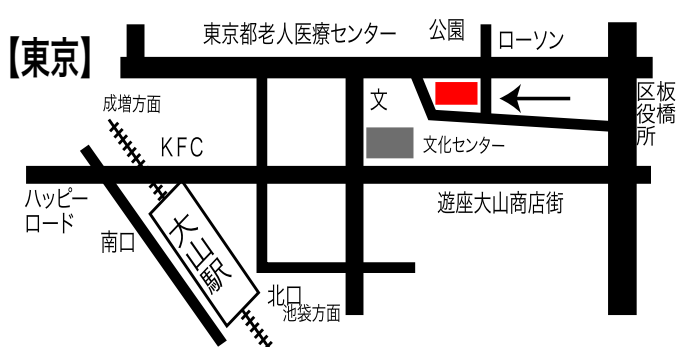 【東京】
東京都老人医療センター
公園
ローソン
文
区役所
板橋
成増方面
KFC
文化センター
ハッピー
ロード
遊座大山商店街
南口
大山駅
北口
池袋方面